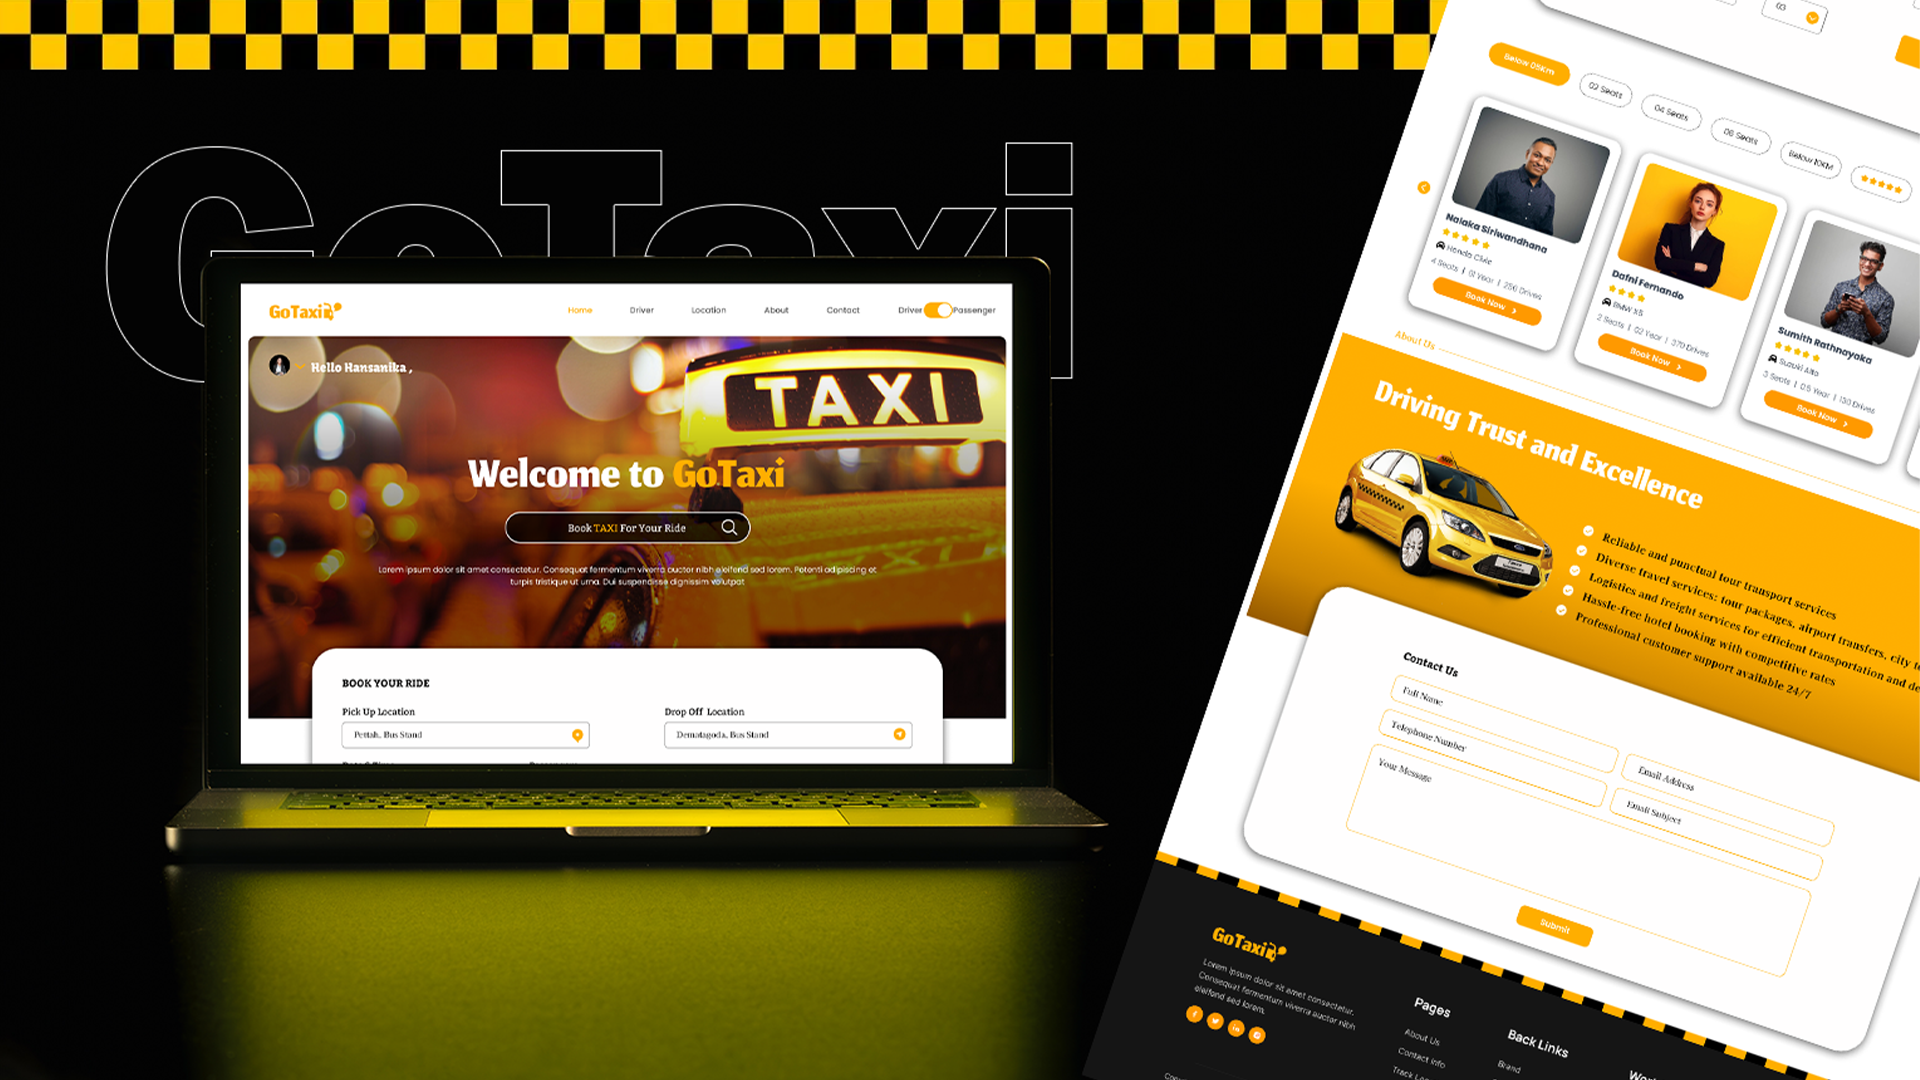 GoTaxi
GoTaxi
Home
Driver
Location
About
Contact
Driver
Passenger
Hello Hansanika ,
TAXI
Welcome to GoTaxi
Book TAXI For Your Ride
Lorem ipsum dolor sit amet consectetur. Consequat fermentum viverra auctor nibh eleifend sed lorem. Potenti adipiscing et
turpis tristique ut urna. Dui suspendisse dignissim volutpat
BOOK YOUR RIDE
Pick Up Location
Drop Off Location
Pettah, Bus Stand
Dematagoda, Bus Stand
03
Below 05Km
02 Seats
04 Seats
06 Seats
Below 10KM
Nalaka Siriwandhana
Honda Civic
4 Seats | 01 Year | 256 Drives
Book Now
Dafni Fernando
BMW X5
2 Seats | 02 Year | 370 Drives
Book Now
Sumith Rathnayaka
Suzuki Alto
3 Seats | 05 Year | 130 Drives
Book Now
About Us
Driving Trust and Excellence
Reliable and punctual tour transport services
Diverse travel services: tour packages, airport transfers, city
Logistics and freight services for efficient transportation and
Hassle-free hotel booking with competitive rates
Professional customer support available 24/7
Contact Us
Full Name
Email Address
Telephone Number
Email Subject
Your Message
Submit
GoTaxi
Lorem ipsum dolor sit amet consectetur.
Consequat fermentum viverra auctor nibh
eleifend sed lorem.
Pages
About Us
Contact Info
Back Links
Brand